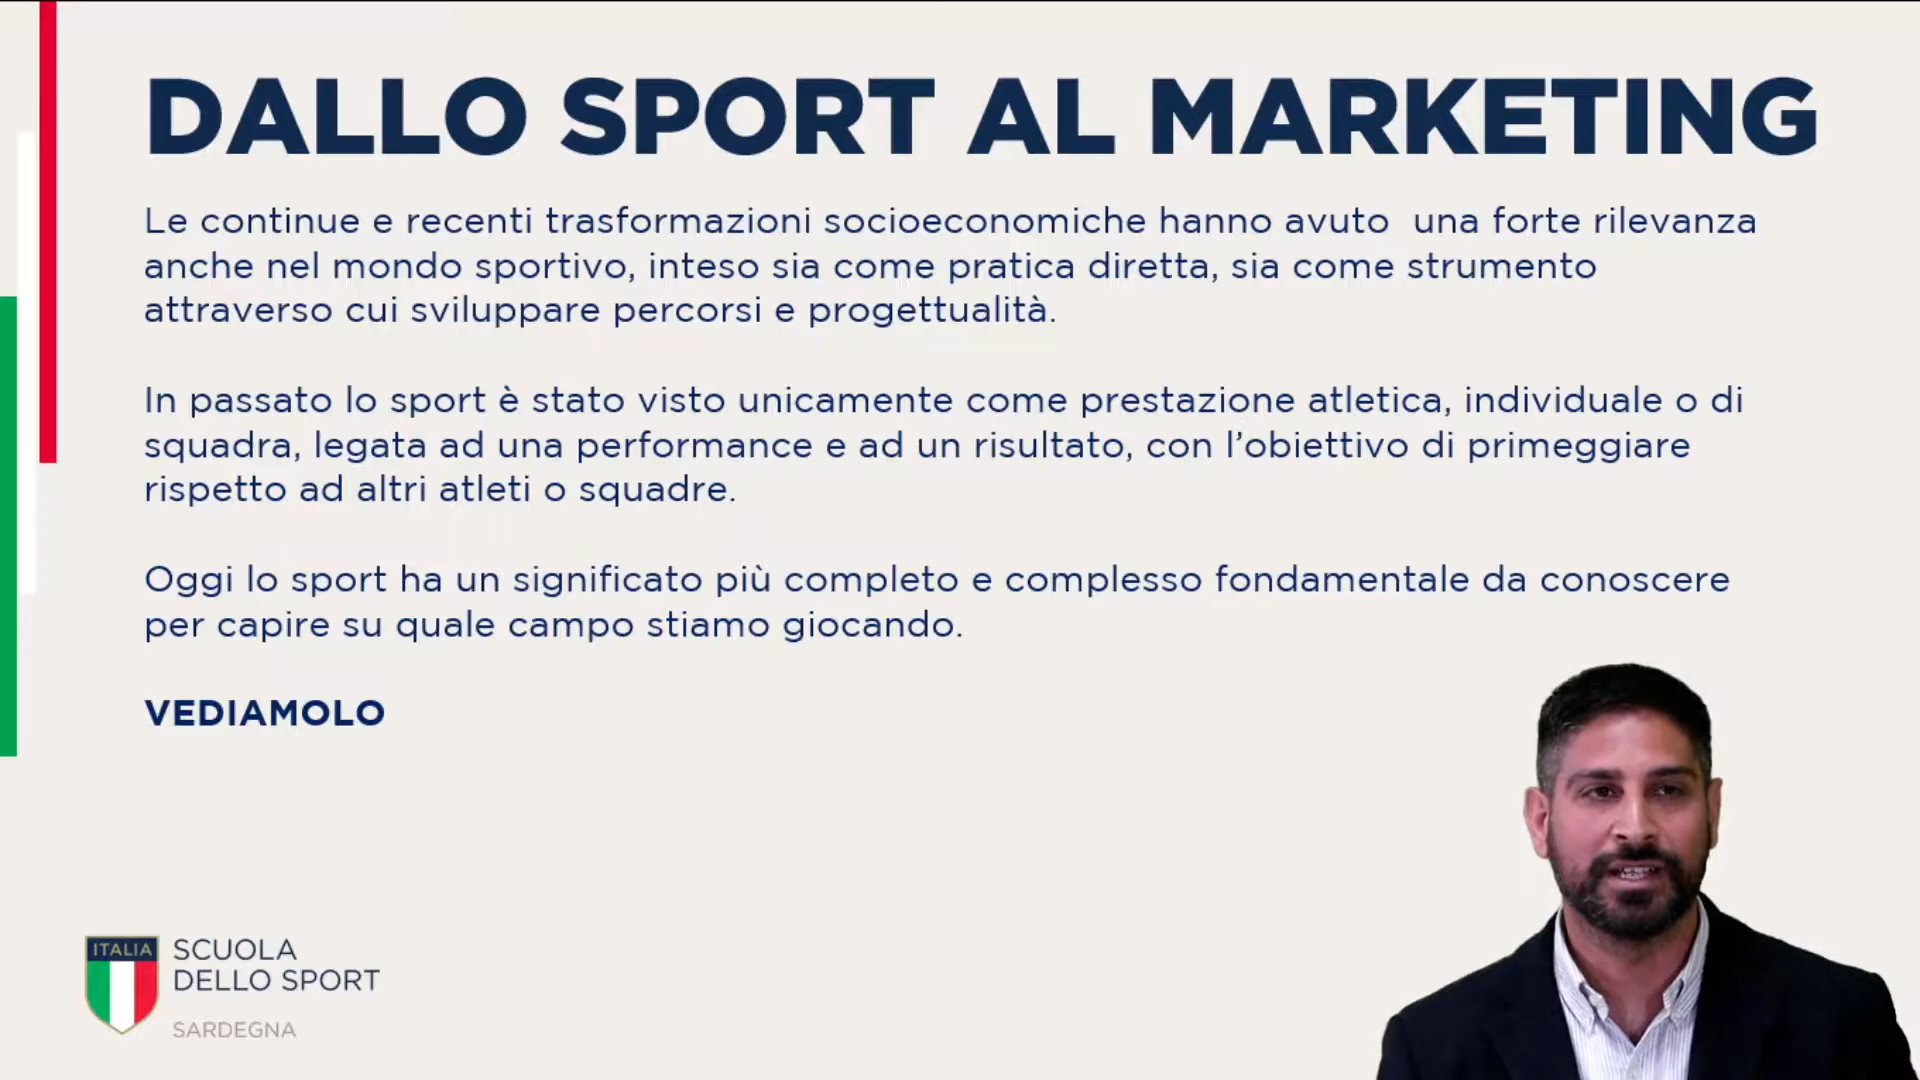 DALLO SPORT AL MARKETING
Le continue e recenti trasformazioni socioeconomiche hanno avuto  una forte rilevanza
anche nel mondo sportivo, inteso sia come pratica diretta, sia come strumento
attraverso cui sviluppare percorsi e progettualità.
In passato lo sport è stato visto unicamente come prestazione atletica, individuale o di
squadra, legata ad una performance e ad un risultato, con l’obiettivo di primeggiare
rispetto ad altri atleti o squadre.
Oggi lo sport ha un significato più completo e complesso fondamentale da conoscere
per capire su quale campo stiamo giocando.
VEDIAMOLO
ITALIA
SCUOLA
DELLO SPORT
SARDEGNA